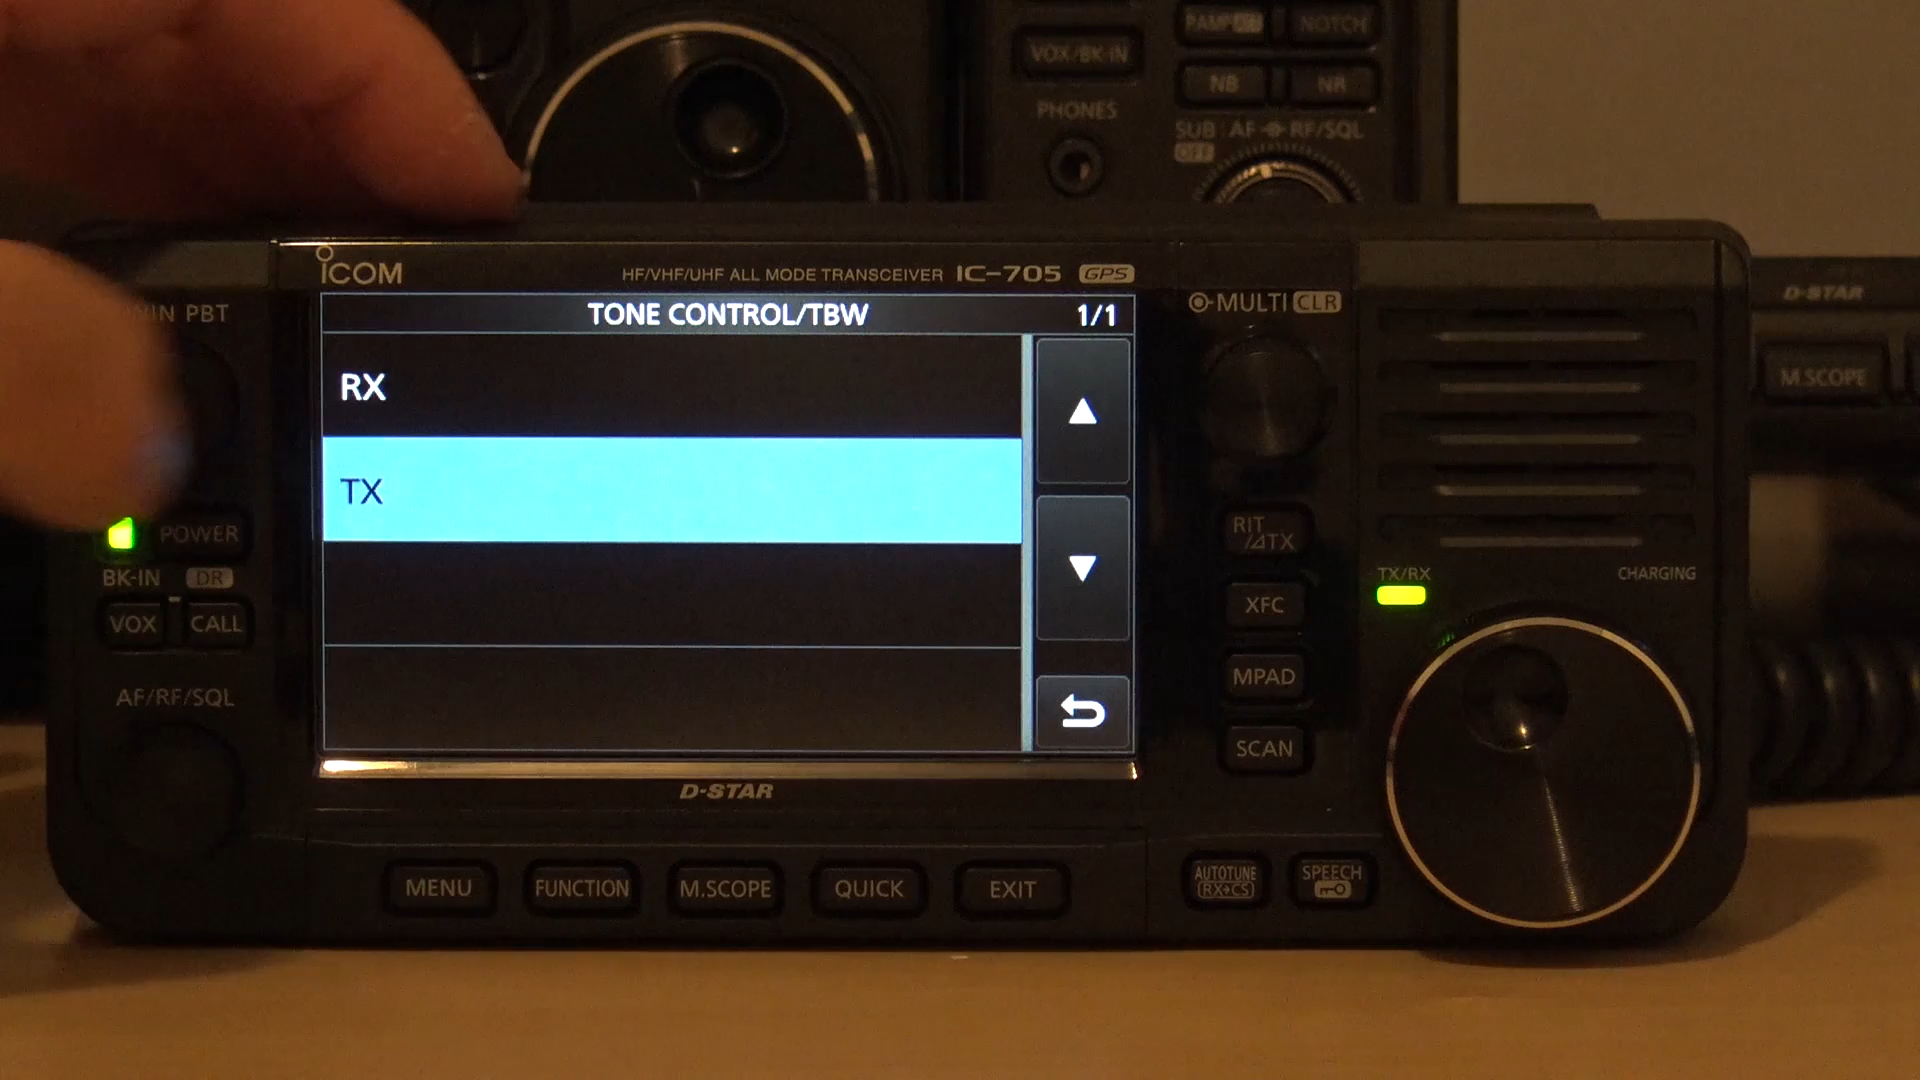 P.AMP ATT
NOTCH
VOX/BK-IN
NB
NR
PHONES
SUB AF RF/SQL
OFF
ICOM
HF/VHF/UHF ALL MODE TRANSCEIVER IC-705 GPS
TWIN PBT
TONE CONTROL/TBW 1/1
MULTI CLR
D-STAR
RX
M.SCOPE
TX
POWER
RIT
/⊿TX
BK-IN DR
TX/RX
CHARGING
VOX
CALL
XFC
MPAD
AF/RF/SQL
SCAN
D-STAR
MENU
FUNCTION
M.SCOPE
QUICK
EXIT
AUTOTUNE
RX→CS
SPEECH